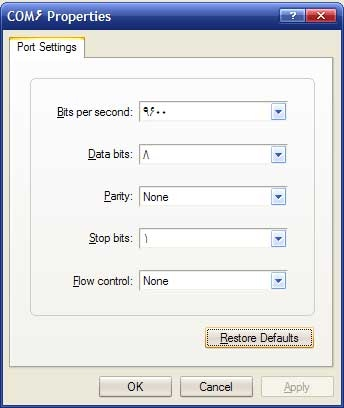 COM۶ Properties
Port Settings
Bits per second: ۹۶۰۰
Data bits: ۸
Parity: None
Stop bits: ۱
Flow control: None
Restore Defaults
OK Cancel Apply